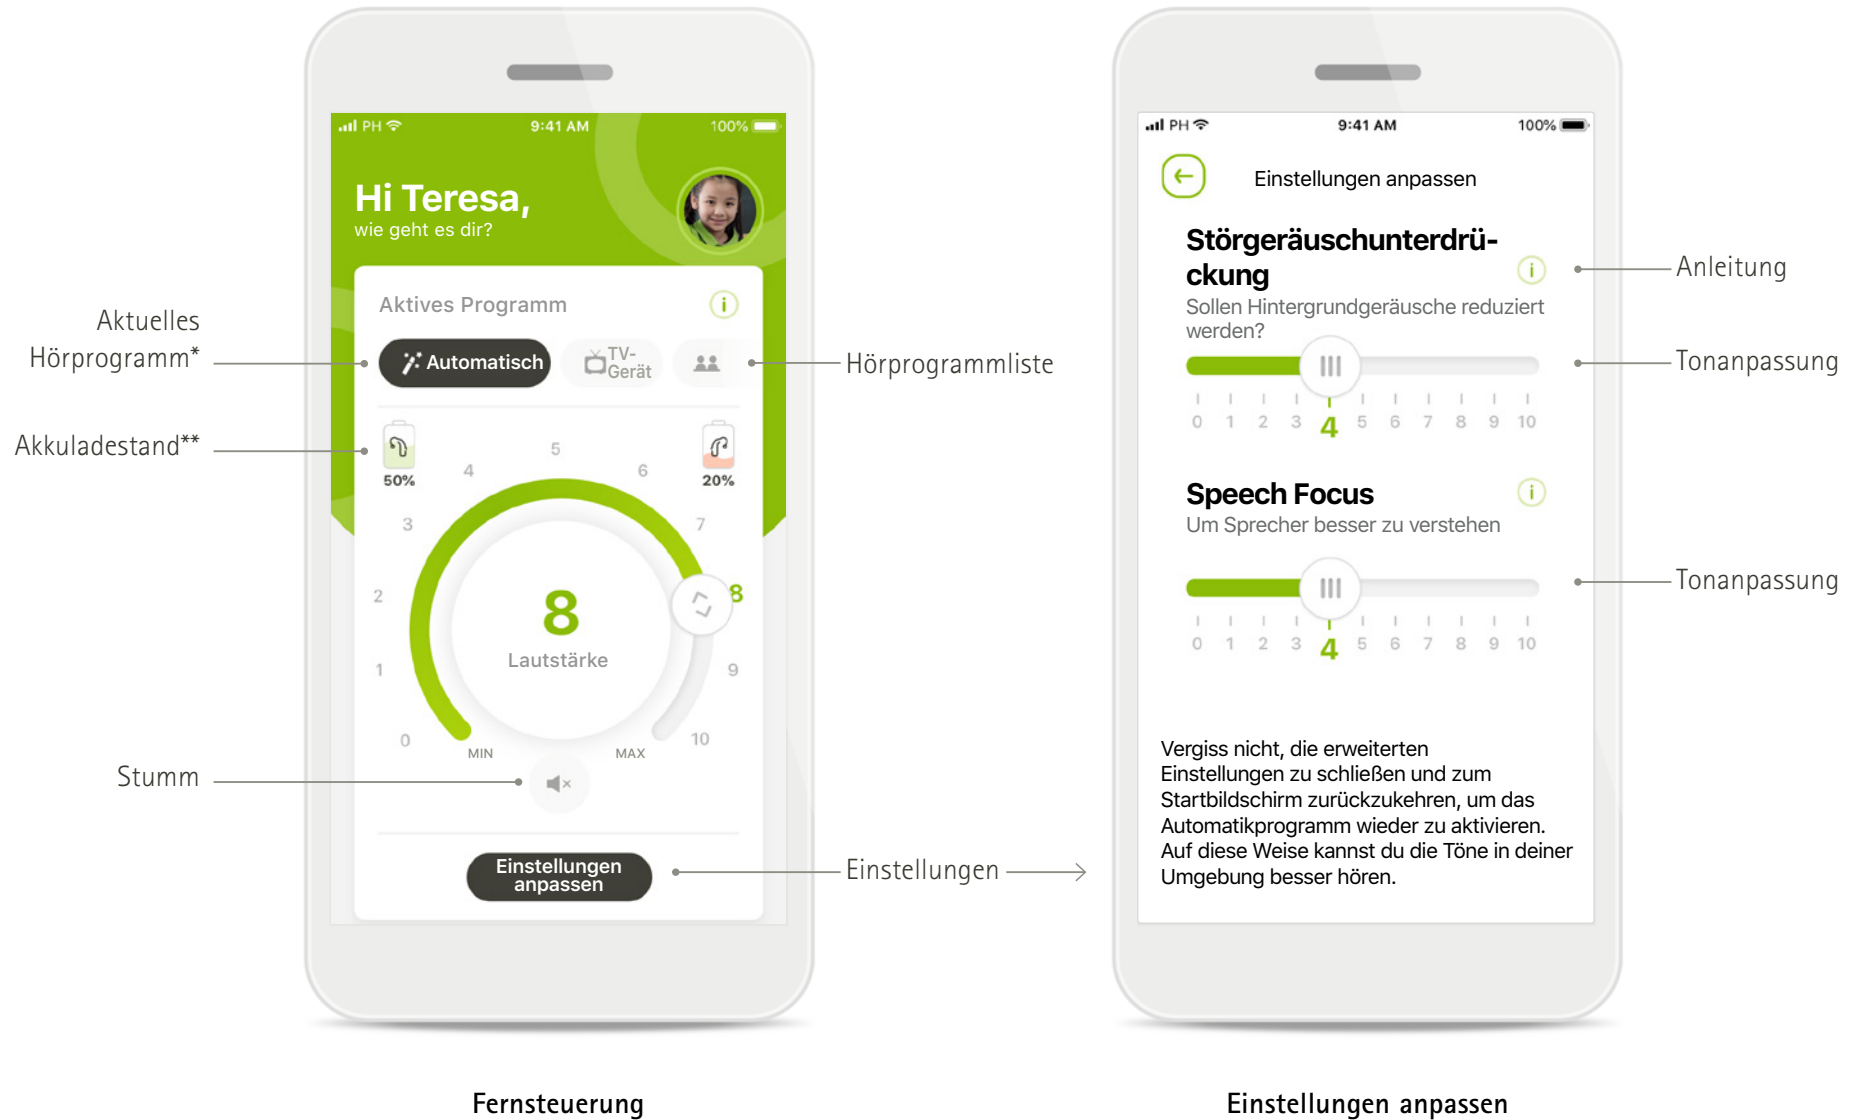 PH
9:41 AM
100%
Hi Teresa,
wie geht es dir?
Aktives Programm
i
Automatisch
TV-
Gerät
50%
20%
0
1
2
3
4
5
6
7
8
9
10
8
Lautstärke
MIN
MAX
Einstellungen
anpassen
Aktuelles
Hörprogramm*
Akkuladestand**
Stumm
Hörprogrammliste
Einstellungen
Fernsteuerung
PH
9:41 AM
100%
Einstellungen anpassen
Störgeräuschunterdrü-
ckung
i
Sollen Hintergrundgeräusche reduziert
werden?
0 1 2 3 4 5 6 7 8 9 10
Speech Focus
i
Um Sprecher besser zu verstehen
0 1 2 3 4 5 6 7 8 9 10
Vergiss nicht, die erweiterten
Einstellungen zu schließen und zum
Startbildschirm zurückzukehren, um das
Automatikprogramm wieder zu aktivieren.
Auf diese Weise kannst du die Töne in deiner
Umgebung besser hören.
Anleitung
Tonanpassung
Tonanpassung
Einstellungen anpassen